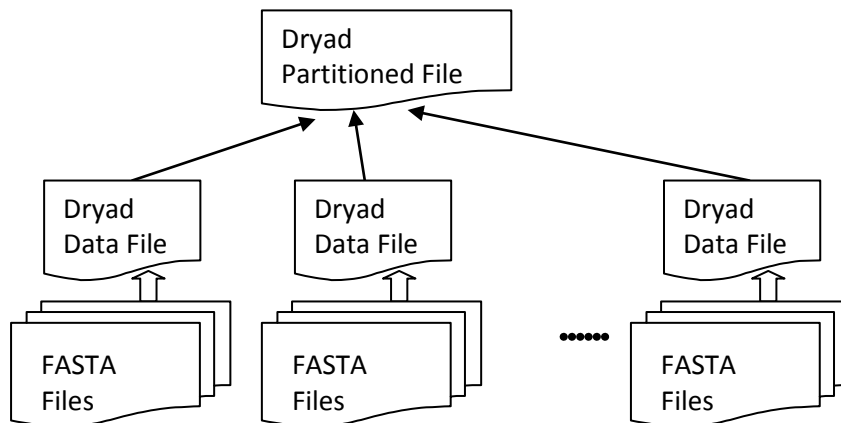 Dryad
Partitioned File
Dryad
Data File
Dryad
Data File
Dryad
Data File
FASTA
Files
FASTA
Files
FASTA
Files